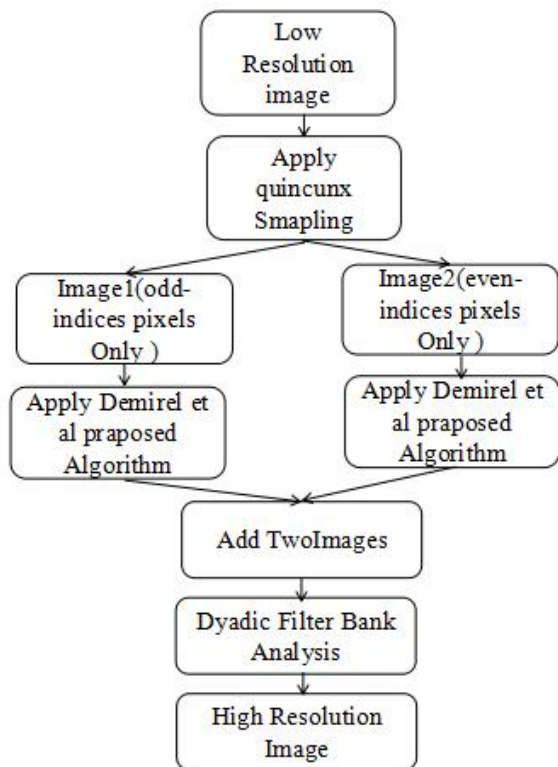 Low
Resolution
image
Apply
quincunx
Smapling
Image1(odd-
indices pixels
Only )
Image2(even-
indices pixels
Only )
Apply Demirel et
al praposed
Algorithm
Apply Demirel et
al praposed
Algorithm
Add TwoImages
Dyadic Filter Bank
Analysis
High Resolution
Image